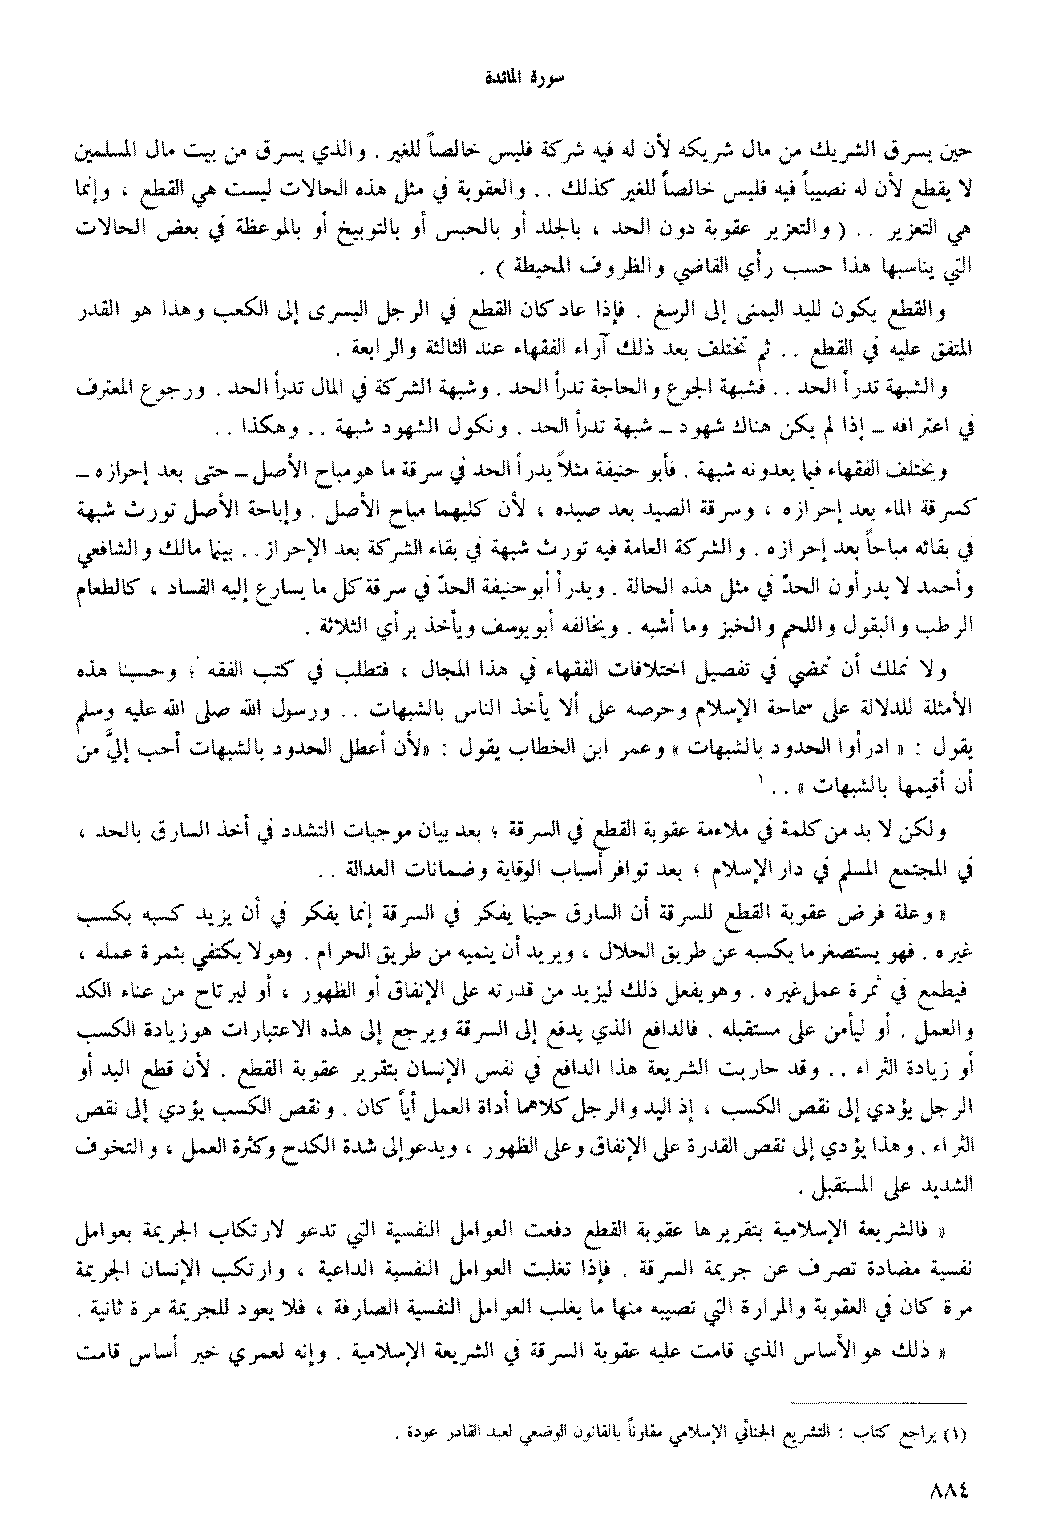 سورة المائدة
حين يسرق الشريك من مال شريكه لأن له فيه شركة فليس خالصاً للغير . والذي يسرق من بيت مال المسلمين
لا يقطع لأن له نصيباً فيه فليس خالصاً للغير كذلك .. والعقوبة في مثل هذه الحالات ليست هي القطع ، وإنما
هي التعزير .. ( والتعزير عقوبة دون الحد ، بالجلد أو بالحبس أو بالتوبيخ أو بالموعظة في بعض الحالات
التي يناسبها هذا حسب رأي القاضي والظروف المحيطة ) .
والقطع يكون لليد اليمنى إلى الرسغ . فإذا عاد كان القطع في الرجل اليسرى إلى الكعب وهذا هو القدر
المتفق عليه في القطع .. ثم تختلف بعد ذلك آراء الفقهاء عند الثالثة والرابعة .
والشبهة تدرأ الحد .. فشبهة الجوع والحاجة تدرأ الحد . وشبهة الشركة في المال تدرأ الحد . ورجوع المعترف
في اعترافه – إذا لم يكن هناك شهود – شبهة تدرأ الحد . ونكول الشهود شبهة .. وهكذا ..
ويختلف الفقهاء فيما يعدونه شبهة . فأبو حنيفة مثلاً يدرأ الحد في سرقة ما هو مباح الأصل – حتى بعد إحرازه –
كسرقة الماء بعد إحرازه ، وسرقة الصيد بعد صيده ، لأن كليهما مباح الأصل . وإباحة الأصل تورث شبهة
في بقائه مباحاً بعد إحرازه . والشركة العامة فيه تورث شبهة في بقاء الشركة بعد الإحراز .. بينما مالك والشافعي
وأحمد لا يدرأون الحدّ في مثل هذه الحالة . ويدرأ أبو حنيفة الحدّ في سرقة كل ما يسارع إليه الفساد ، كالطعام
الرطب والبقول واللحم والخبز وما أشبه . ويخالفه أبو يوسف ويأخذ برأي الثلاثة .
ولا نملك أن نمضي في تفصيل اختلافات الفقهاء في هذا المجال ، فتطلب في كتب الفقه ؛ وحسبنا هذه
الأمثلة للدلالة على سماحة الإسلام وحرصه على ألا يأخذ الناس بالشبهات .. ورسول الله صلى الله عليه وسلم
يقول : « ادرأوا الحدود بالشبهات » وعمر ابن الخطاب يقول : «لأن أعطل الحدود بالشبهات أحب إليَّ من
أن أقيمها بالشبهات » .. ١
ولكن لا بد من كلمة في ملاءمة عقوبة القطع في السرقة ؛ بعد بيان موجبات التشدد في أخذ السارق بالحد ،
في المجتمع المسلم في دار الإسلام ؛ بعد توافر أسباب الوقاية وضمانات العدالة ..
« وعلة فرض عقوبة القطع للسرقة أن السارق حينما يفكر في السرقة إنما يفكر في أن يزيد كسبه بكسب
غيره . فهو يستصغر ما يكسبه عن طريق الحلال ، ويريد أن ينميه من طريق الحرام . وهو لا يكتفي بثمرة عمله ،
فيطمع في ثمرة عمل غيره . وهو يفعل ذلك ليزيد من قدرته على الإنفاق أو الظهور ، أو ليرتاح من عناء الكد
والعمل . أو ليأمن على مستقبله . فالدافع الذي يدفع إلى السرقة ويرجع إلى هذه الاعتبارات هو زيادة الكسب
أو زيادة الثراء .. وقد حاربت الشريعة هذا الدافع في نفس الإنسان بتقرير عقوبة القطع . لأن قطع اليد أو
الرجل يؤدي إلى نقص الكسب ، إذ اليد والرجل كلاهما أداة العمل أياً كان . ونقص الكسب يؤدي إلى نقص
الثراء . وهذا يؤدي إلى نقص القدرة على الإنفاق وعلى الظهور ، ويدعو إلى شدة الكدح وكثرة العمل ، والتخوف
الشديد على المستقبل .
« فالشريعة الإسلامية بتقريرها عقوبة القطع دفعت العوامل النفسية التي تدعو لارتكاب الجريمة بعوامل
نفسية مضادة تصرف عن جريمة السرقة . فإذا تغلبت العوامل النفسية الداعية ، وارتكب الإنسان الجريمة
مرة كان في العقوبة والمرارة التي تصيبه منها ما يغلب العوامل النفسية الصارفة ، فلا يعود للجريمة مرة ثانية .
« ذلك هو الأساس الذي قامت عليه عقوبة السرقة في الشريعة الإسلامية . وإنه لعمري خير أساس قامت
(١) يراجع كتاب : التشريع الجنائي الإسلامي مقارناً بالقانون الوضعي لعبد القادر عودة .
٨٨٤